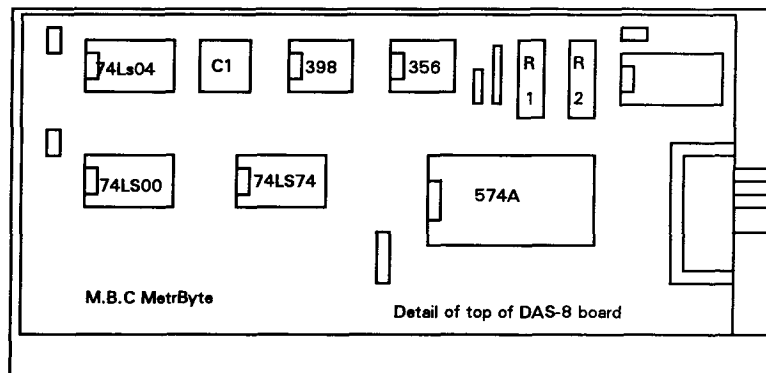 74Ls04 C1 398 356 R 1 R 2
74LS00 74LS74 574A
M.B.C MetrByte
Detail of top of DAS-8 board